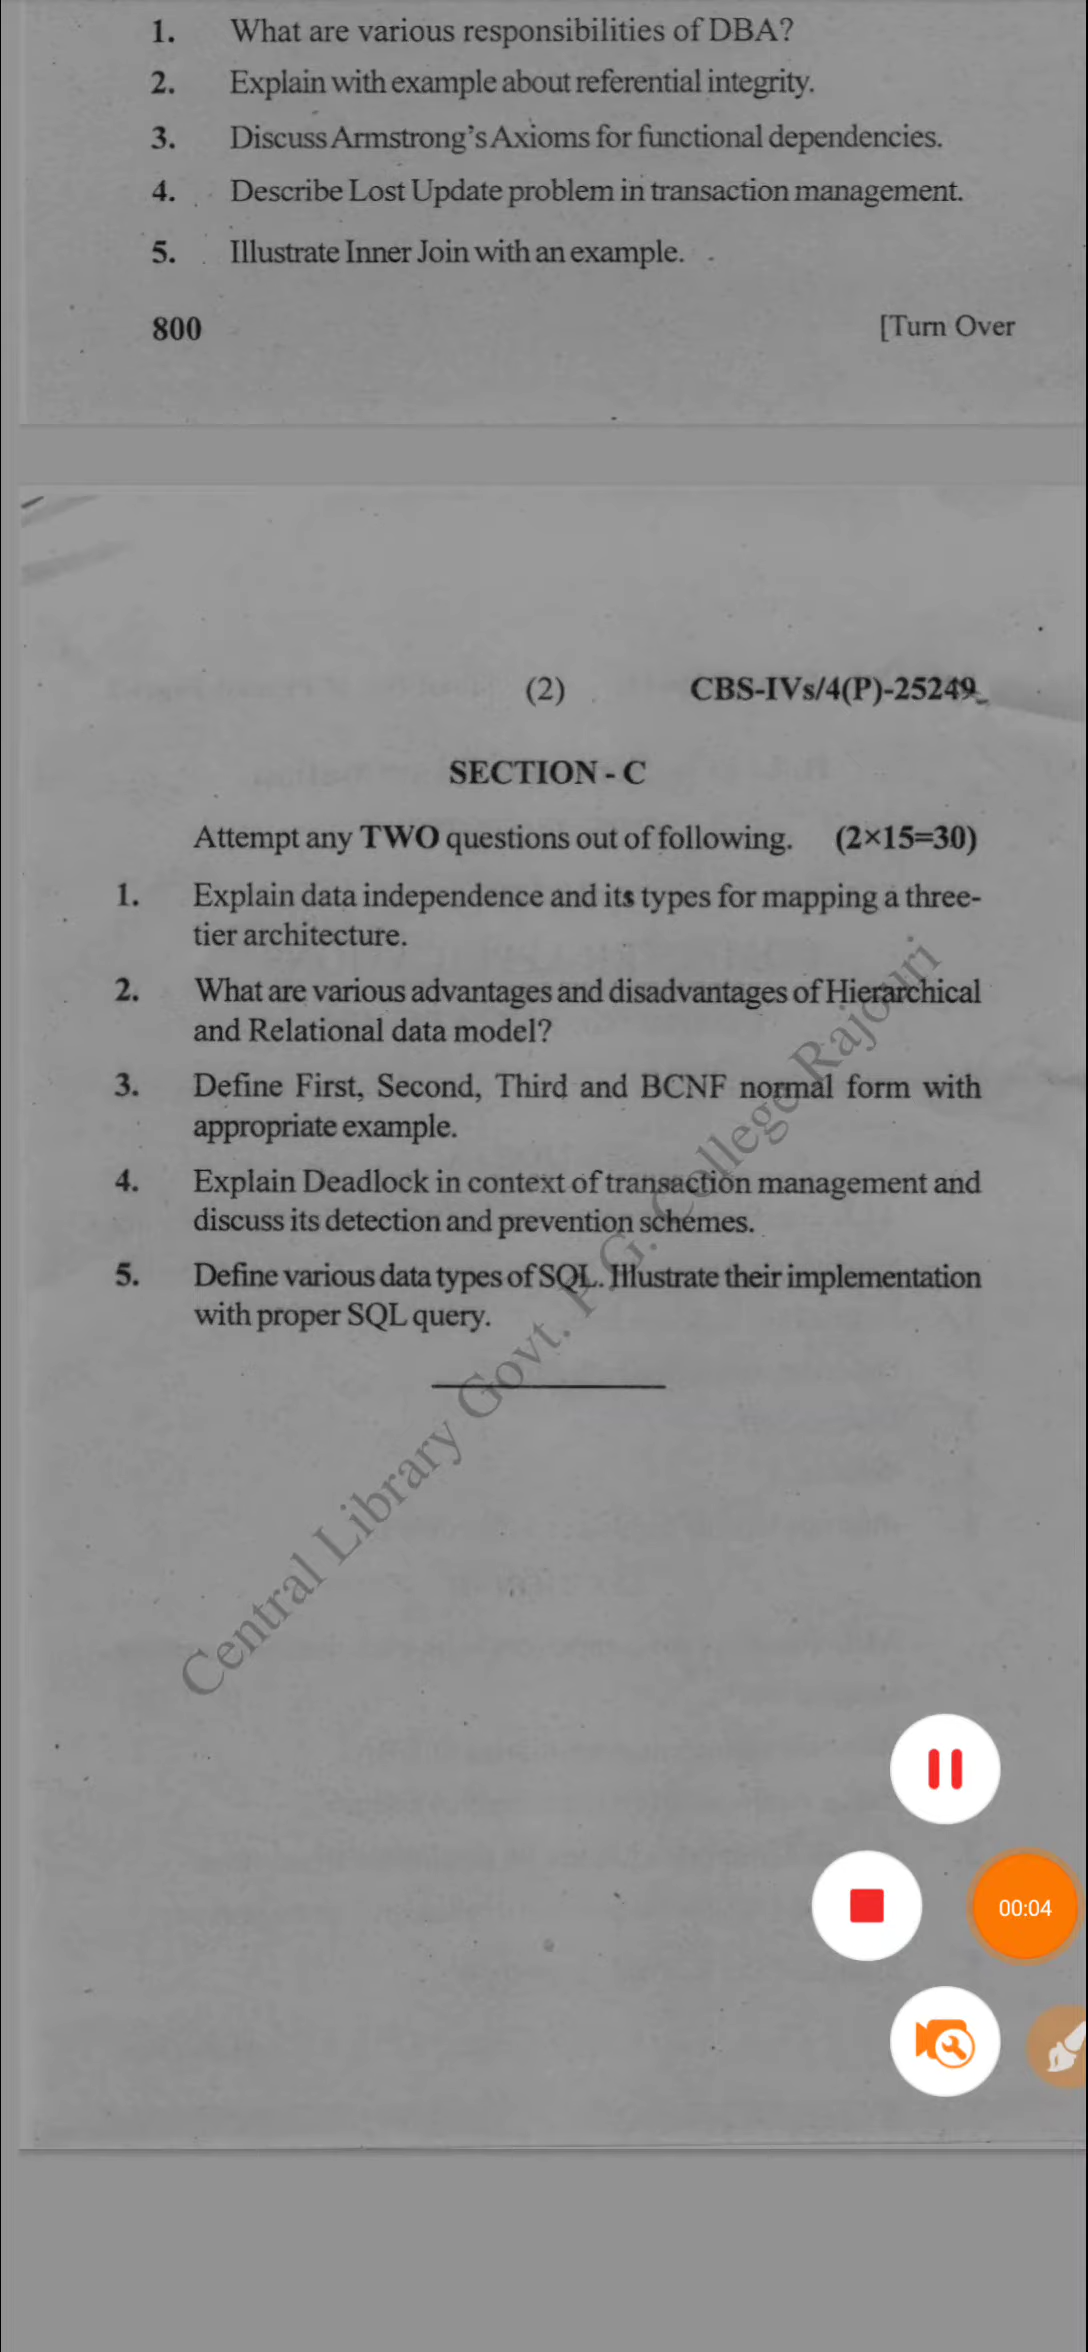 1. What are various responsibilities of DBA?
2. Explain with example about referential integrity.
3. Discuss Armstrong's Axioms for functional dependencies.
4. Describe Lost Update problem in transaction management.
5. Illustrate Inner Join with an example.
800 [Turn Over
(2) CBS-IVs/4(P)-25249
SECTION - C
Attempt any TWO questions out of following. (2×15=30)
1. Explain data independence and its types for mapping a three-
tier architecture.
2. What are various advantages and disadvantages of Hierarchical
and Relational data model?
3. Define First, Second, Third and BCNF normal form with
appropriate example.
4. Explain Deadlock in context of transaction management and
discuss its detection and prevention schemes.
5. Define various data types of SQL. Illustrate their implementation
with proper SQL query.
Central Library Govt. P.G. College Rajouri
00:04